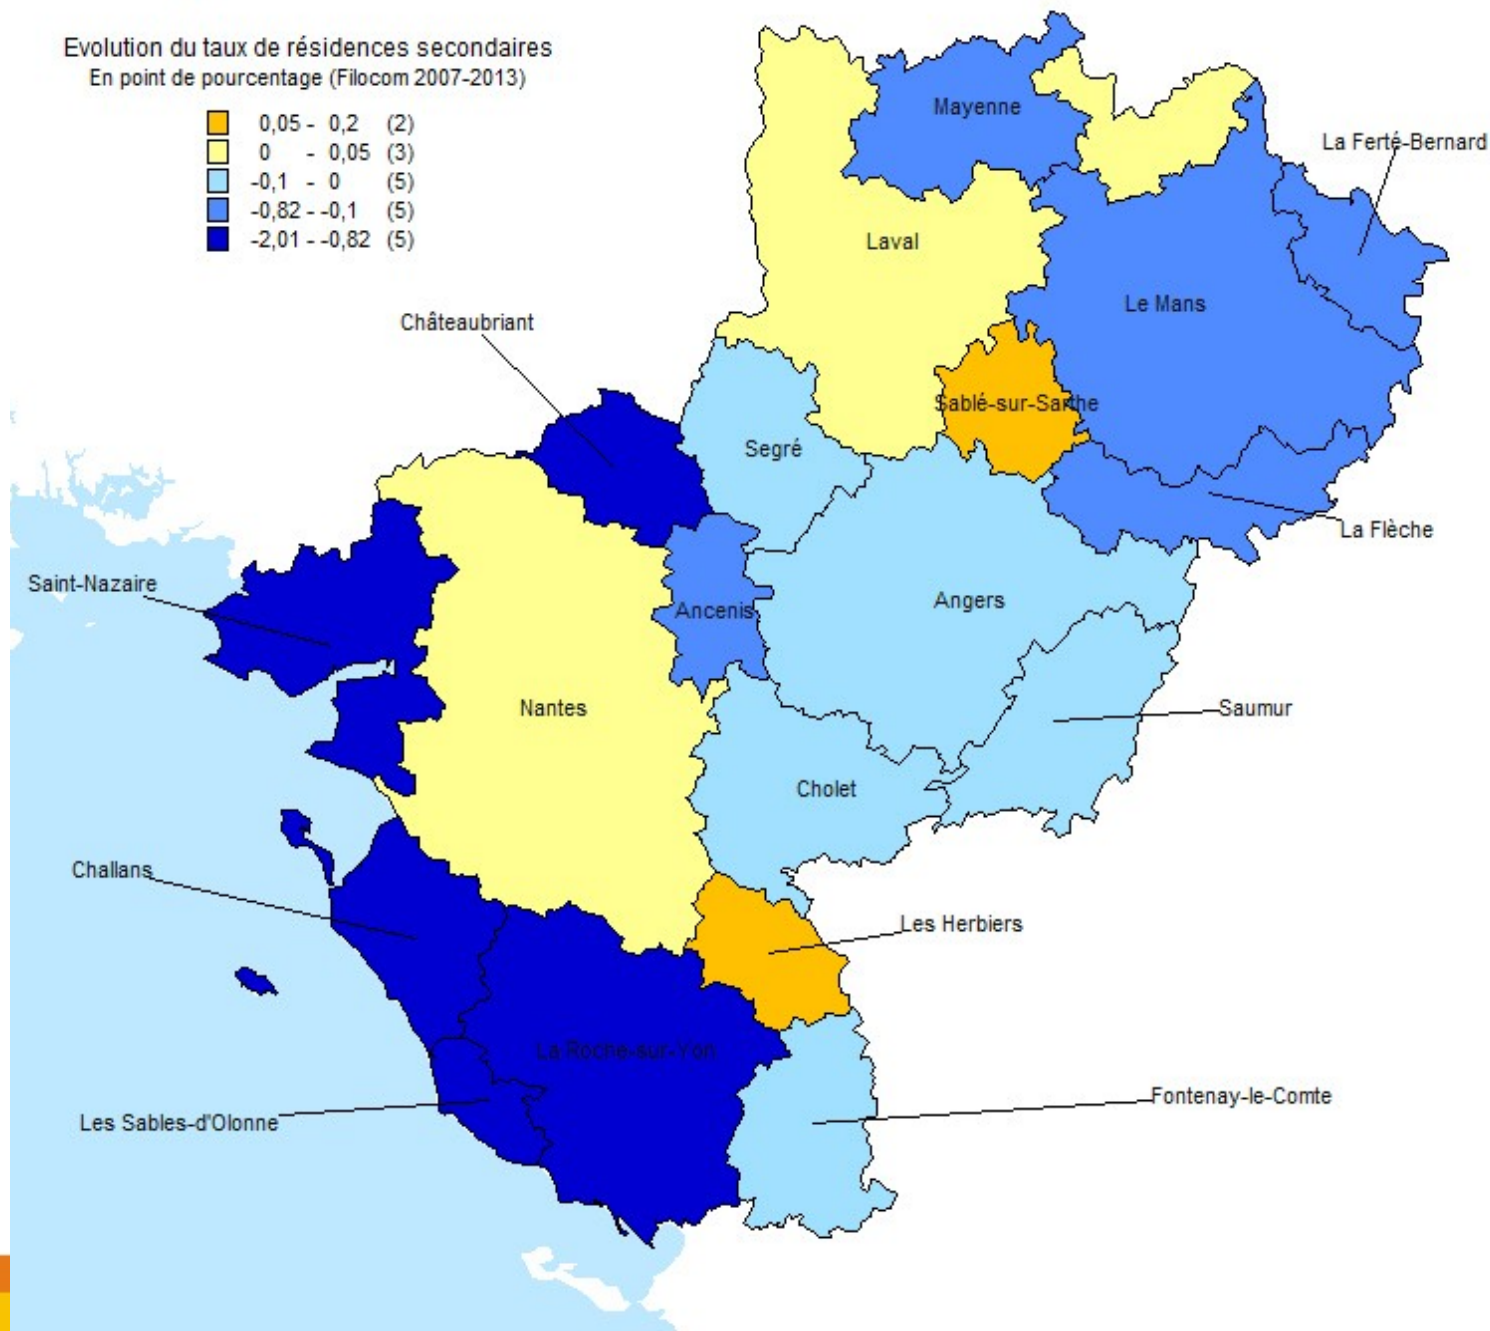 Evolution du taux de résidences secondaires
En point de pourcentage (Filocom 2007-2013)
0,05 - 0,2 (2)
0 - 0,05 (3)
-0,1 - 0 (5)
-0,82 - -0,1 (5)
-2,01 - -0,82 (5)
Mayenne
La Ferté-Bernard
Laval
Le Mans
Châteaubriant
Sablé-sur-Sarthe
Segré
La Flèche
Saint-Nazaire
Ancenis
Angers
Nantes
Saumur
Cholet
Challans
Les Herbiers
La Roche-sur-Yon
Fontenay-le-Comte
Les Sables-d'Olonne